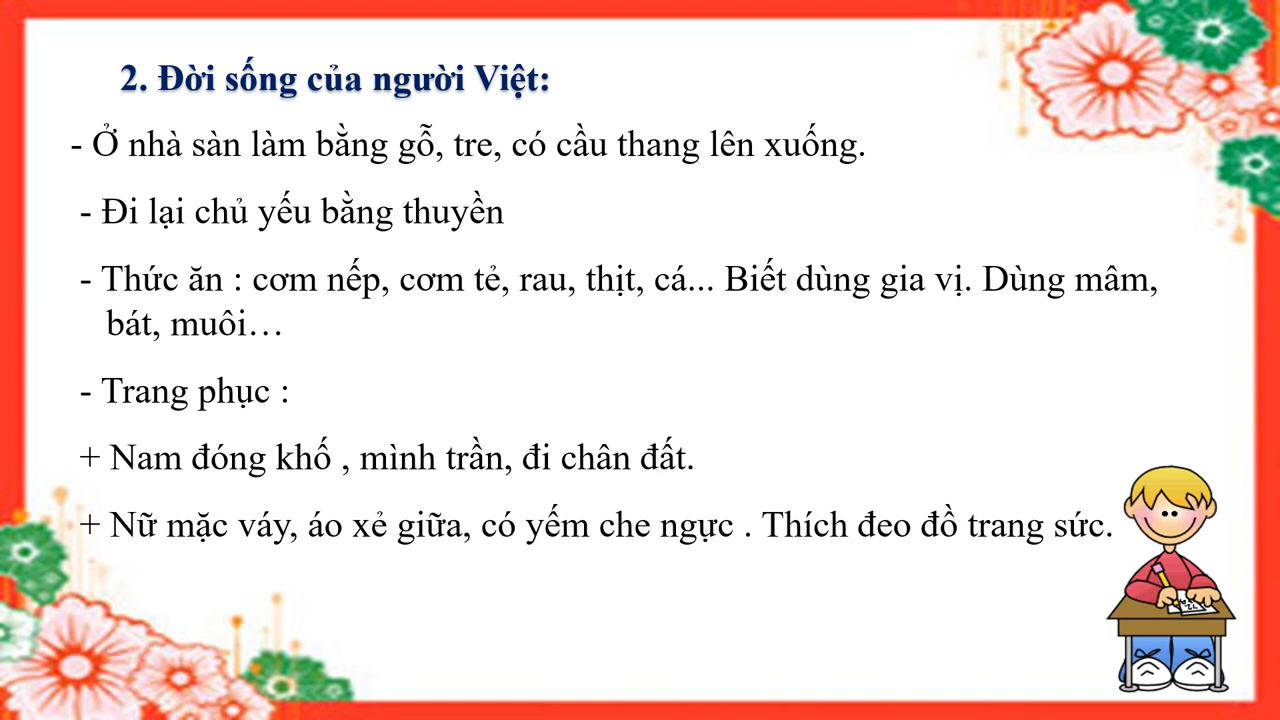 2. Đời sống của người Việt:
- Ở nhà sàn làm bằng gỗ, tre, có cầu thang lên xuống.
- Đi lại chủ yếu bằng thuyền
- Thức ăn : cơm nếp, cơm tẻ, rau, thịt, cá... Biết dùng gia vị. Dùng mâm,
bát, muôi…
- Trang phục :
+ Nam đóng khố , mình trần, đi chân đất.
+ Nữ mặc váy, áo xẻ giữa, có yếm che ngực . Thích đeo đồ trang sức.